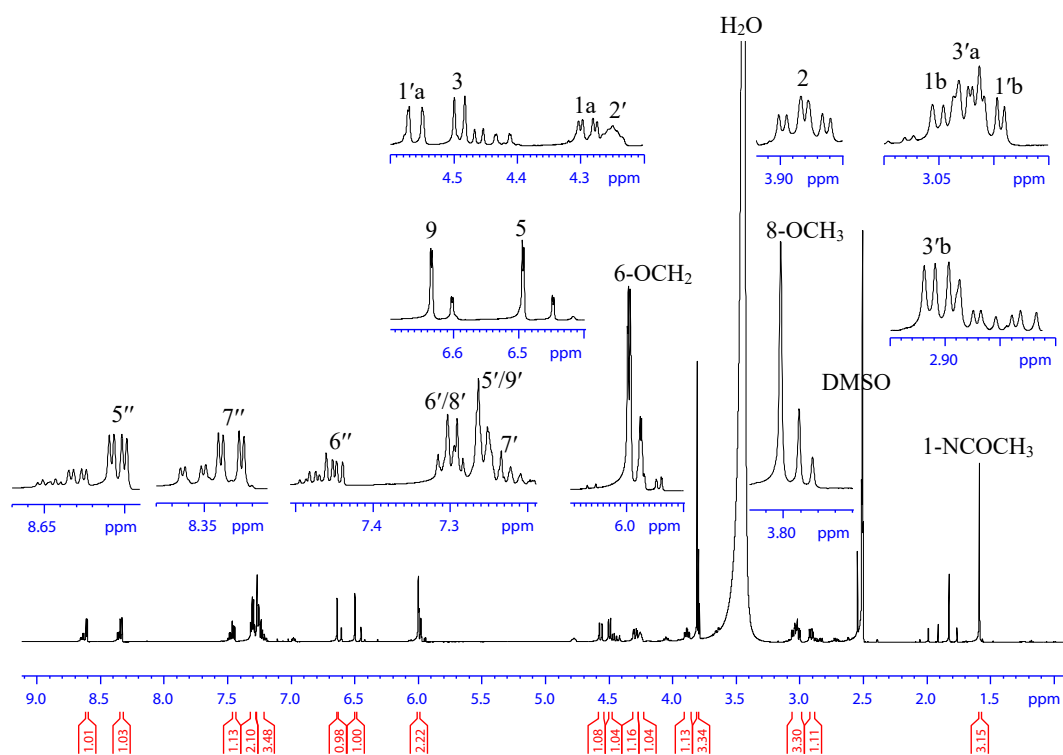 H₂O
1′a 3 1a 2′
4.5 4.4 4.3 ppm
2
3.90 ppm
1b 3′a 1′b
3.05 ppm
9 5
6.6 6.5 ppm
6-OCH₂
8-OCH₃
3′b
2.90 ppm
5′′
8.65 ppm
7′′
8.35 ppm
6′′ 6′/8′ 5′/9′ 7′
7.4 7.3 ppm
6.0 ppm
3.80 ppm
DMSO
1-NCOCH₃
9.0 8.5 8.0 7.5 7.0 6.5 6.0 5.5 5.0 4.5 4.0 3.5 3.0 2.5 2.0 1.5 ppm
1.01 1.03 1.13 2.10 3.48 0.98 1.00 2.22 1.08 1.04 1.16 1.04 1.13 3.34 3.30 1.11 3.15